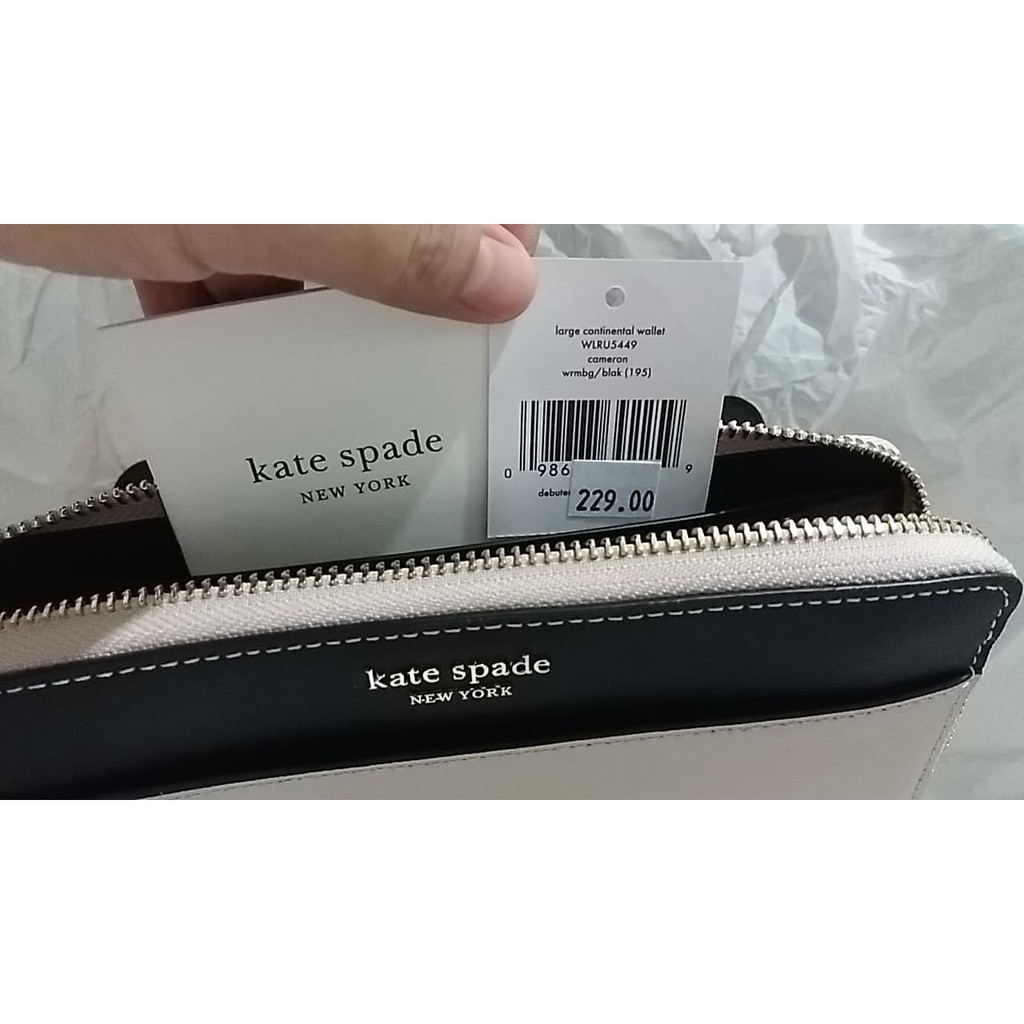 kate spade
NEW YORK
large continental wallet
WLRU5449
cameron
wrmbg/blak (195)
0 986 9
229.00
kate spade
NEW YORK